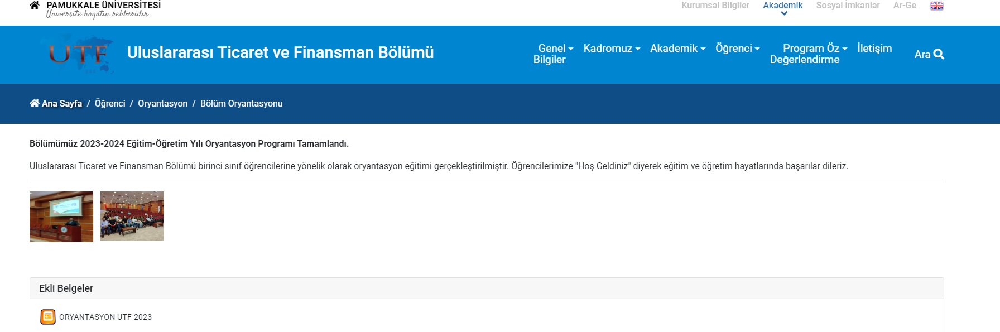 PAMUKKALE ÜNİVERSİTESİ
Üniversite hayatın rehberidir
Kurumsal Bilgiler Akademik Sosyal İmkanlar Ar-Ge
UTF
Uluslararası Ticaret ve Finansman Bölümü
Genel Bilgiler
Kadromuz
Akademik
Öğrenci
Program Öz Değerlendirme
İletişim
Ara
Ana Sayfa / Öğrenci / Oryantasyon / Bölüm Oryantasyonu
Bölümümüz 2023-2024 Eğitim-Öğretim Yılı Oryantasyon Programı Tamamlandı.
Uluslararası Ticaret ve Finansman Bölümü birinci sınıf öğrencilerine yönelik olarak oryantasyon eğitimi gerçekleştirilmiştir. Öğrencilerimize "Hoş Geldiniz" diyerek eğitim ve öğretim hayatlarında başarılar dileriz.
Ekli Belgeler
ORYANTASYON UTF-2023